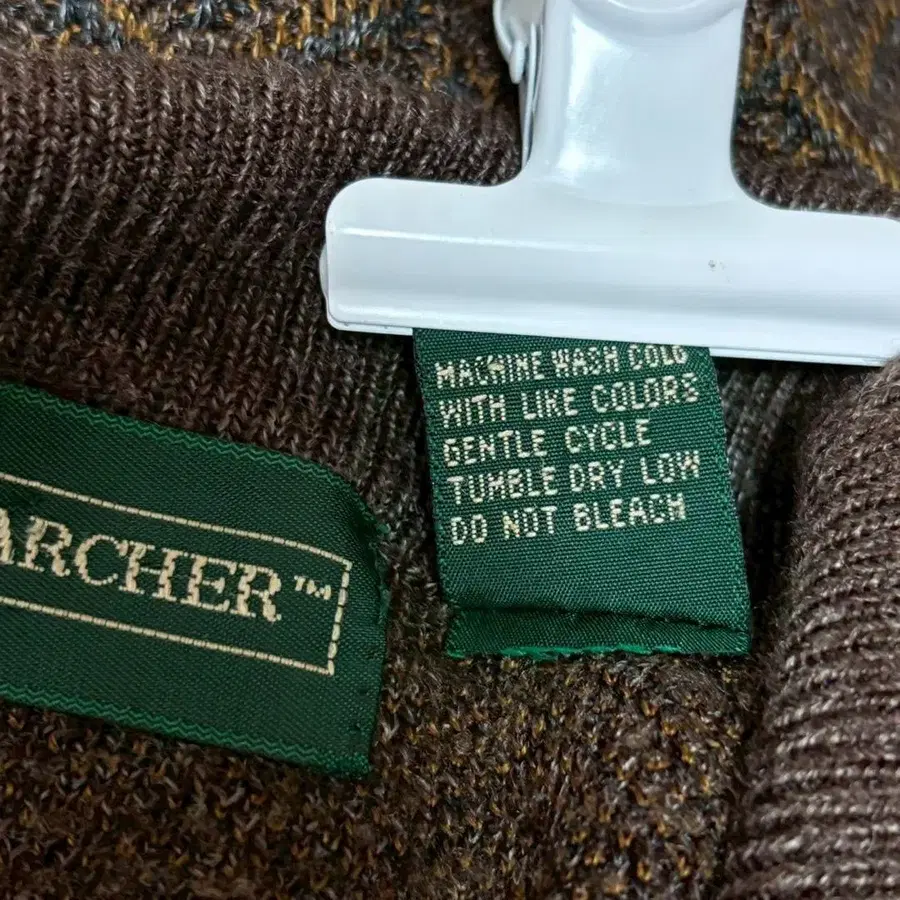 MACHINE WASH COLD
WITH LIKE COLORS
GENTLE CYCLE
TUMBLE DRY LOW
DO NOT BLEACH
ARCHER™